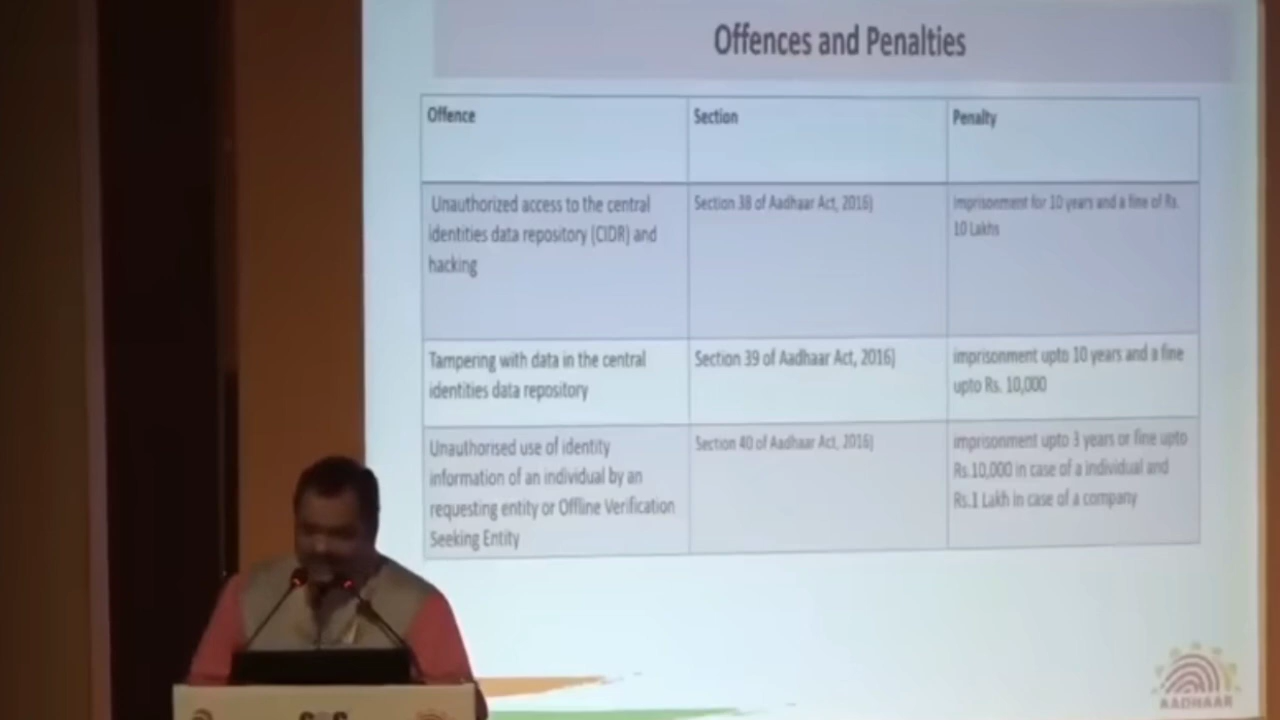 Offences and Penalties
Offence
Section
Penalty
Unauthorized access to the central
identities data repository (CIDR) and
hacking
Section 38 of Aadhaar Act, 2016)
imprisonment for 10 years and a fine of Rs.
10 Lakhs
Tampering with data in the central
identities data repository
Section 39 of Aadhaar Act, 2016)
imprisonment upto 10 years and a fine
upto Rs. 10,000
Unauthorised use of identity
information of an individual by an
requesting entity or Offline Verification
Seeking Entity
Section 40 of Aadhaar Act, 2016)
imprisonment upto 3 years or fine upto
Rs.10,000 in case of a individual and
Rs.1 Lakh in case of a company
AADHAAR